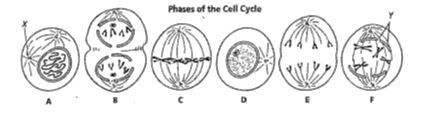 Phases of the Cell Cycle
X
Y
A B C D E F